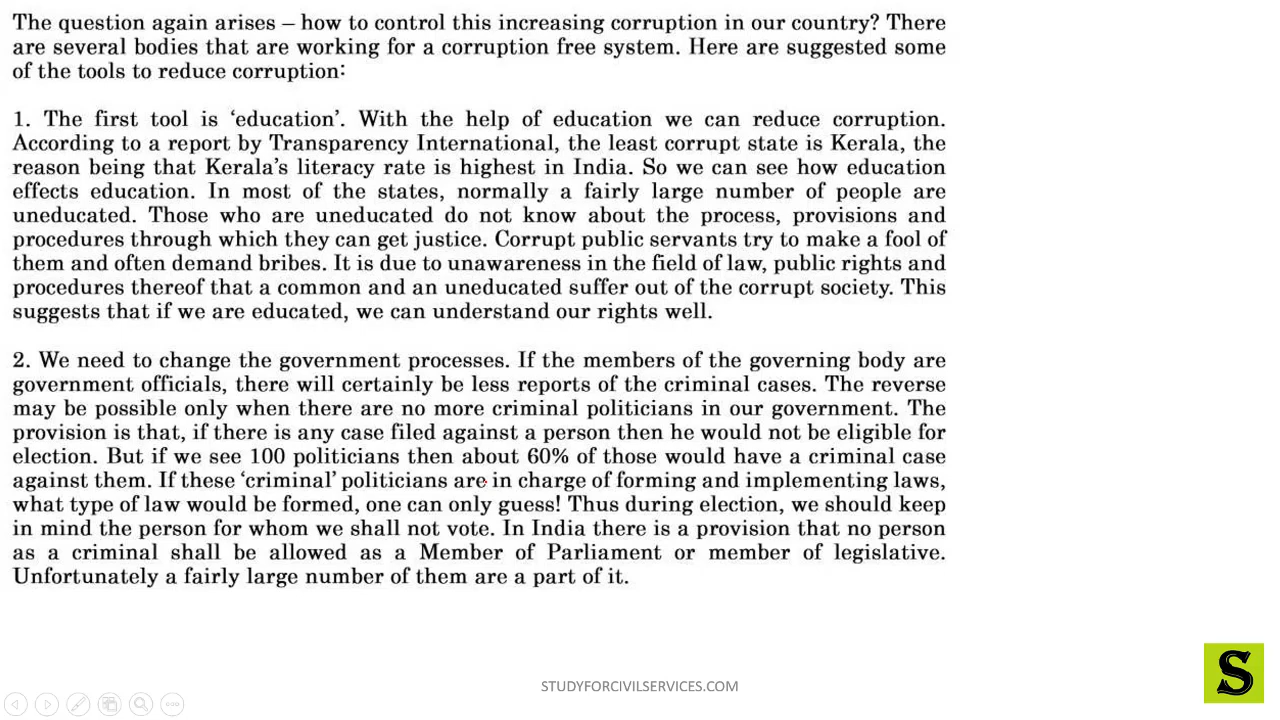 The question again arises – how to control this increasing corruption in our country? There
are several bodies that are working for a corruption free system. Here are suggested some
of the tools to reduce corruption:
1. The first tool is ‘education’. With the help of education we can reduce corruption.
According to a report by Transparency International, the least corrupt state is Kerala, the
reason being that Kerala’s literacy rate is highest in India. So we can see how education
effects education. In most of the states, normally a fairly large number of people are
uneducated. Those who are uneducated do not know about the process, provisions and
procedures through which they can get justice. Corrupt public servants try to make a fool of
them and often demand bribes. It is due to unawareness in the field of law, public rights and
procedures thereof that a common and an uneducated suffer out of the corrupt society. This
suggests that if we are educated, we can understand our rights well.
2. We need to change the government processes. If the members of the governing body are
government officials, there will certainly be less reports of the criminal cases. The reverse
may be possible only when there are no more criminal politicians in our government. The
provision is that, if there is any case filed against a person then he would not be eligible for
election. But if we see 100 politicians then about 60% of those would have a criminal case
against them. If these ‘criminal’ politicians are in charge of forming and implementing laws,
what type of law would be formed, one can only guess! Thus during election, we should keep
in mind the person for whom we shall not vote. In India there is a provision that no person
as a criminal shall be allowed as a Member of Parliament or member of legislative.
Unfortunately a fairly large number of them are a part of it.
STUDYFORCIVILSERVICES.COM
S